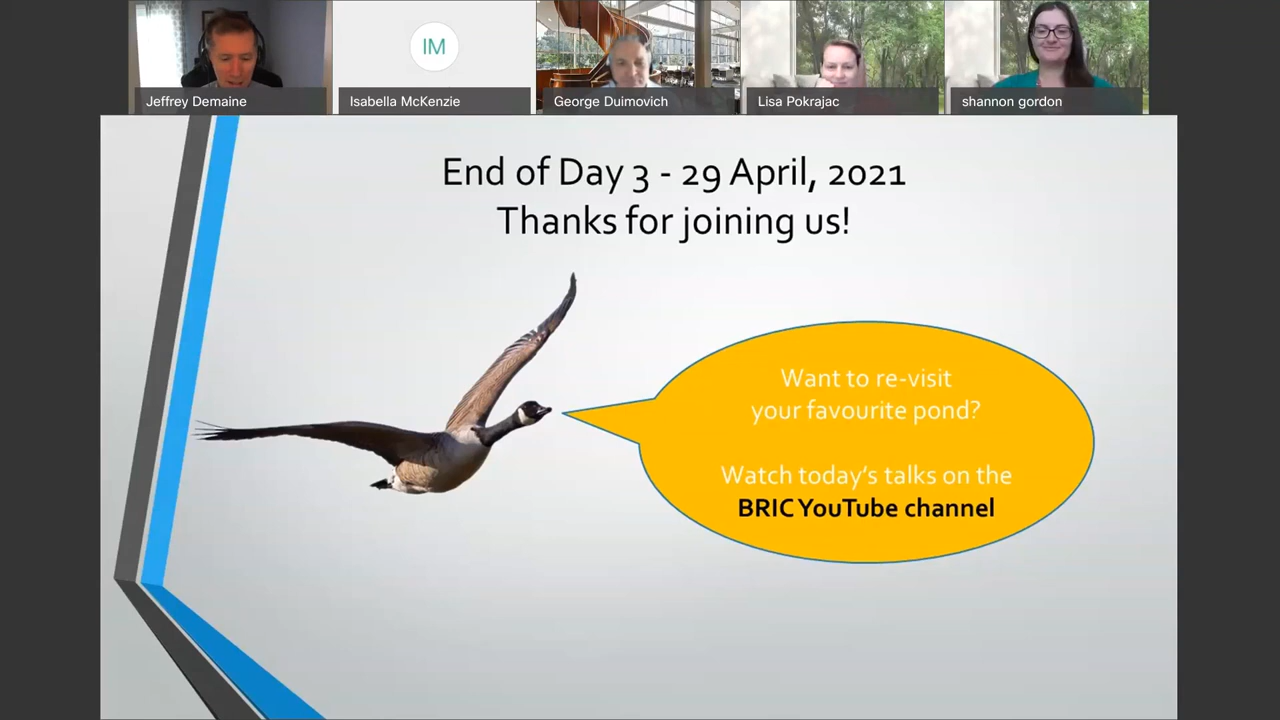 IM
Jeffrey Demaine
Isabella McKenzie
George Duimovich
Lisa Pokrajac
shannon gordon
End of Day 3 - 29 April, 2021
Thanks for joining us!
Want to re-visit
your favourite pond?
Watch today's talks on the
BRIC YouTube channel